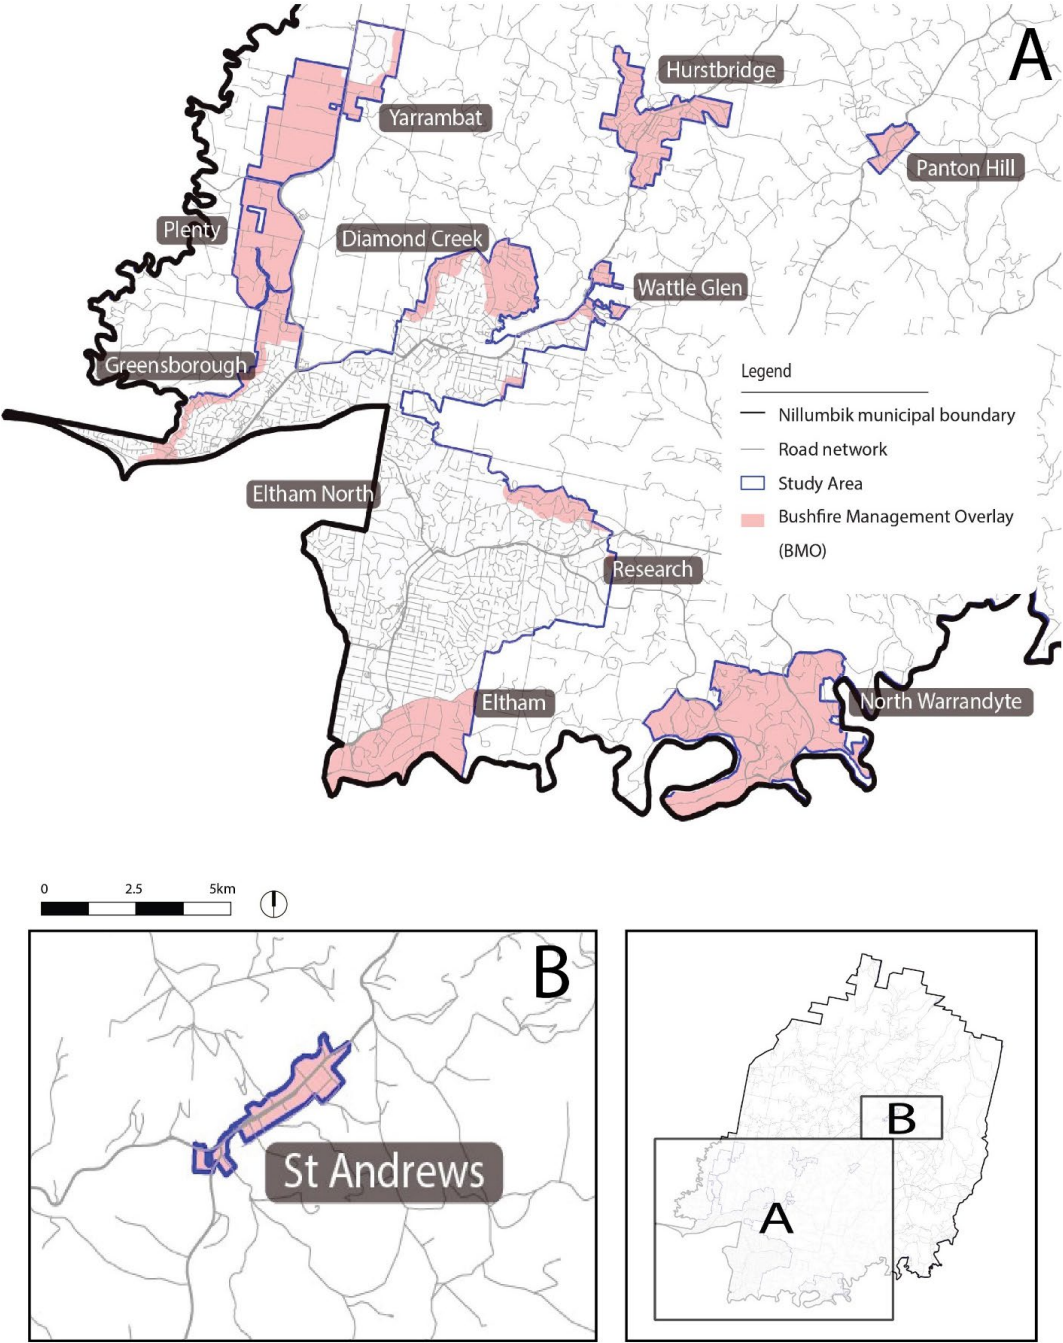 A
Hurstbridge
Yarrambat
Panton Hill
Plenty
Diamond Creek
Wattle Glen
Greensborough
Legend
Nillumbik municipal boundary
Road network
Study Area
Bushfire Management Overlay
(BMO)
Eltham North
Research
Eltham
North Warrandyte
0 2.5 5km
B
St Andrews
B
A